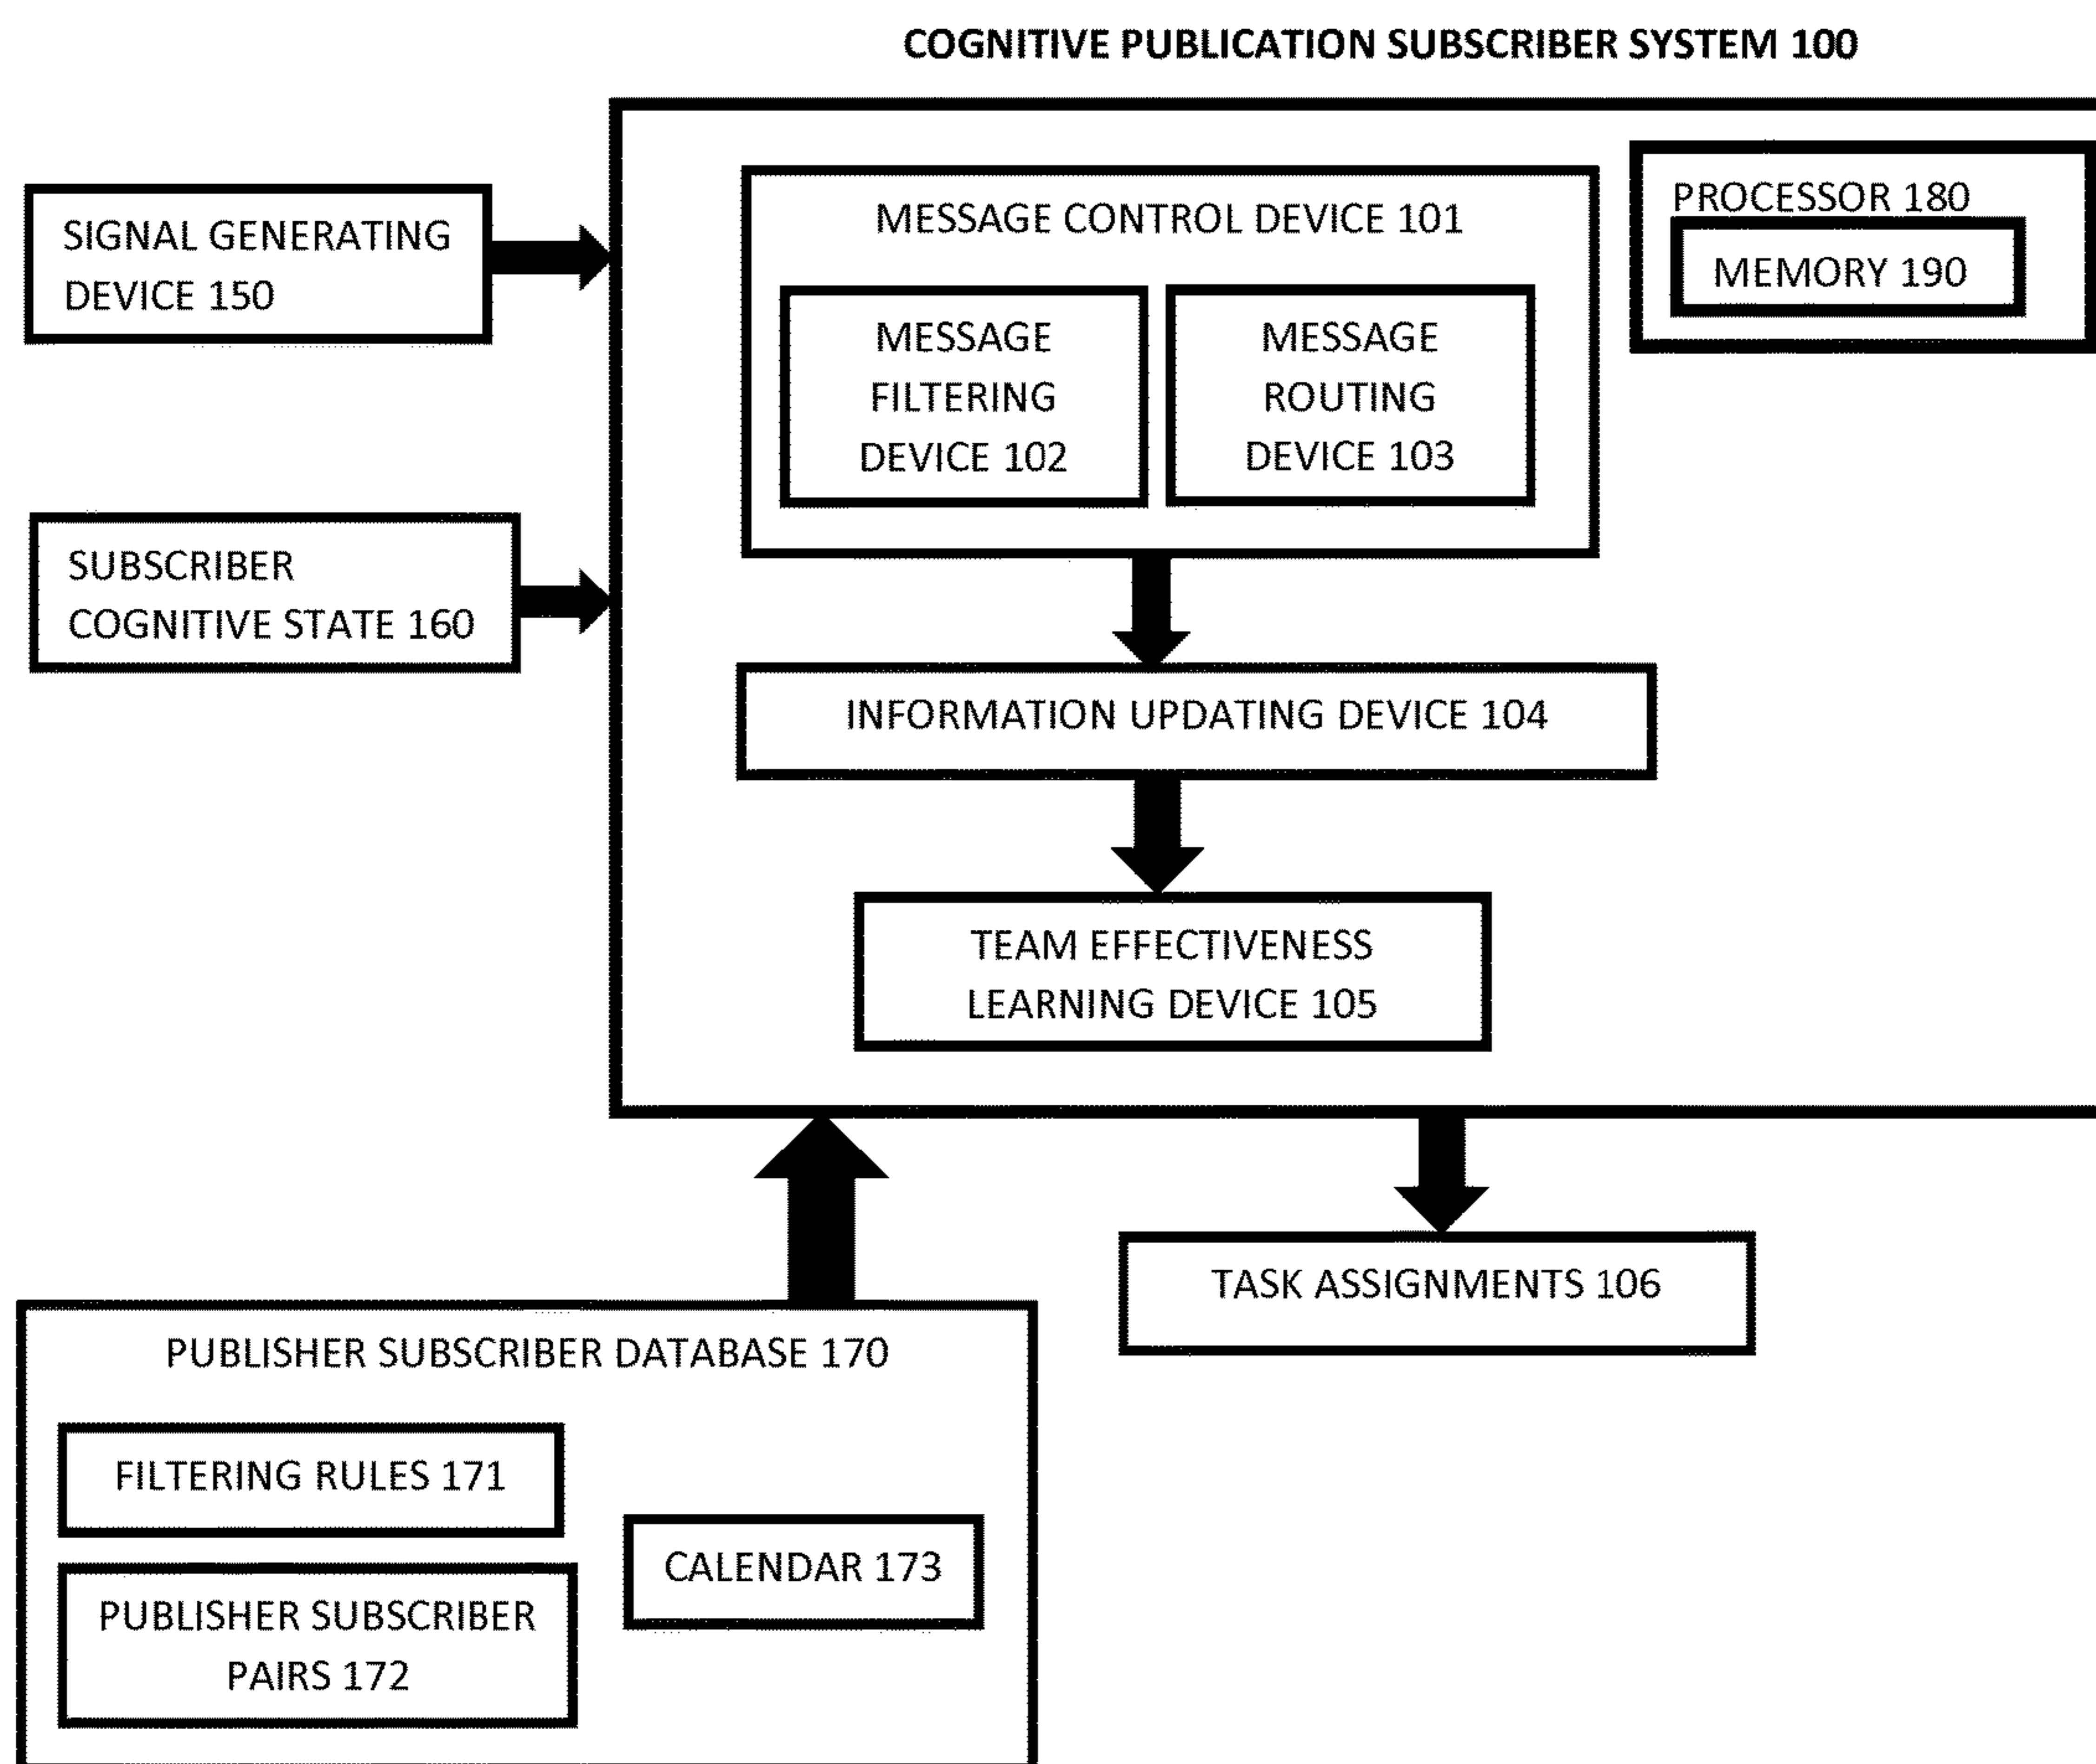 COGNITIVE PUBLICATION SUBSCRIBER SYSTEM 100
SIGNAL GENERATING
DEVICE 150
SUBSCRIBER
COGNITIVE STATE 160
MESSAGE CONTROL DEVICE 101
MESSAGE
FILTERING
DEVICE 102
MESSAGE
ROUTING
DEVICE 103
PROCESSOR 180
MEMORY 190
INFORMATION UPDATING DEVICE 104
TEAM EFFECTIVENESS
LEARNING DEVICE 105
TASK ASSIGNMENTS 106
PUBLISHER SUBSCRIBER DATABASE 170
FILTERING RULES 171
PUBLISHER SUBSCRIBER
PAIRS 172
CALENDAR 173